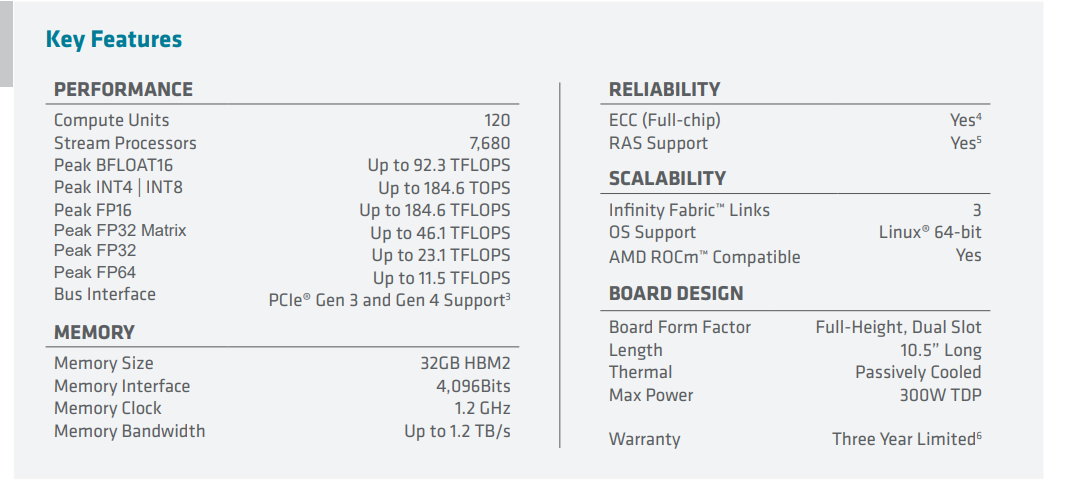 Key Features
PERFORMANCE
Compute Units 120
Stream Processors 7,680
Peak BFLOAT16 Up to 92.3 TFLOPS
Peak INT4 | INT8 Up to 184.6 TOPS
Peak FP16 Up to 184.6 TFLOPS
Peak FP32 Matrix Up to 46.1 TFLOPS
Peak FP32 Up to 23.1 TFLOPS
Peak FP64 Up to 11.5 TFLOPS
Bus Interface PCIe® Gen 3 and Gen 4 Support³
MEMORY
Memory Size 32GB HBM2
Memory Interface 4,096Bits
Memory Clock 1.2 GHz
Memory Bandwidth Up to 1.2 TB/s
RELIABILITY
ECC (Full-chip) Yes⁴
RAS Support Yes⁵
SCALABILITY
Infinity Fabric™ Links 3
OS Support Linux® 64-bit
AMD ROCm™ Compatible Yes
BOARD DESIGN
Board Form Factor Full-Height, Dual Slot
Length 10.5” Long
Thermal Passively Cooled
Max Power 300W TDP
Warranty Three Year Limited⁶